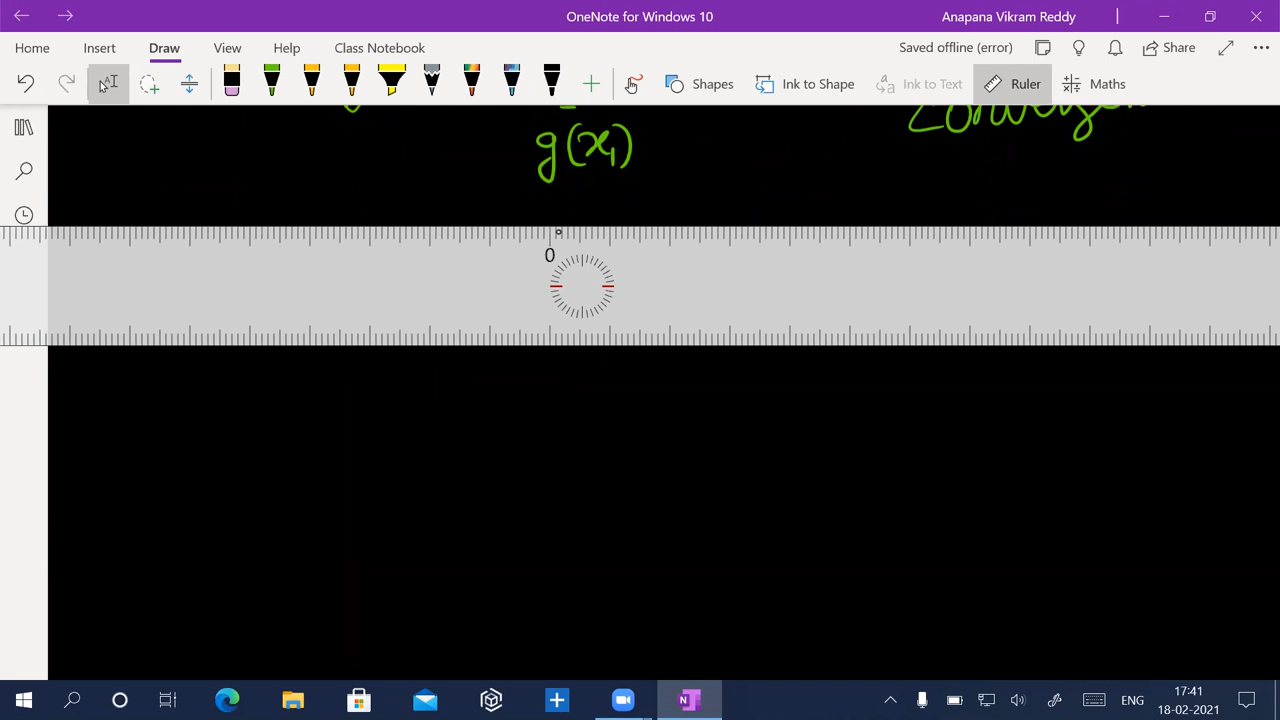 OneNote for Windows 10
Anapana Vikram Reddy
Home Insert Draw View Help Class Notebook
Saved offline (error) Share
Shapes Ink to Shape Ink to Text Ruler Maths
g(x₁)
0°
ENG
17:41
18-02-2021